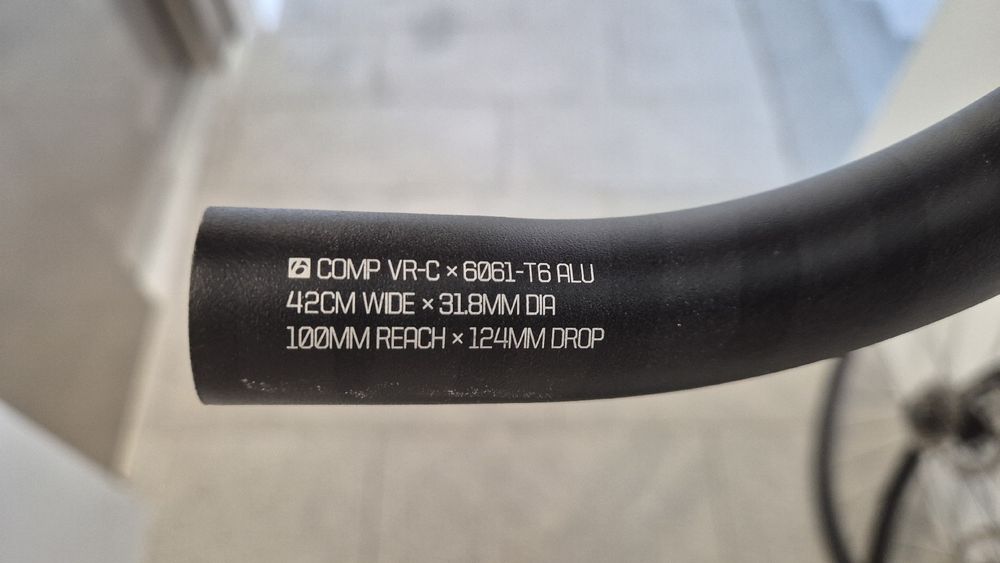 COMP VR-C × 6061-T6 ALU
42CM WIDE × 31.8MM DIA
100MM REACH × 124MM DROP